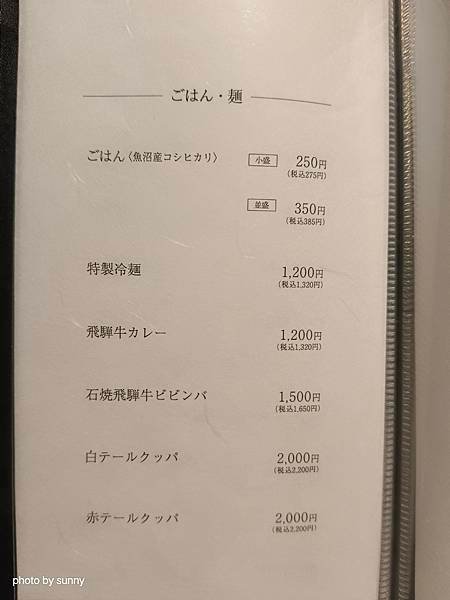 ごはん・麺
ごはん〈魚沼産コシヒカリ〉 小盛 250円
(税込275円)
並盛 350円
(税込385円)
特製冷麺 1,200円
(税込1,320円)
飛騨牛カレー 1,200円
(税込1,320円)
石焼飛騨牛ビビンバ 1,500円
(税込1,650円)
白テールクッパ 2,000円
(税込2,200円)
赤テールクッパ 2,000円
(税込2,200円)
photo by sunny